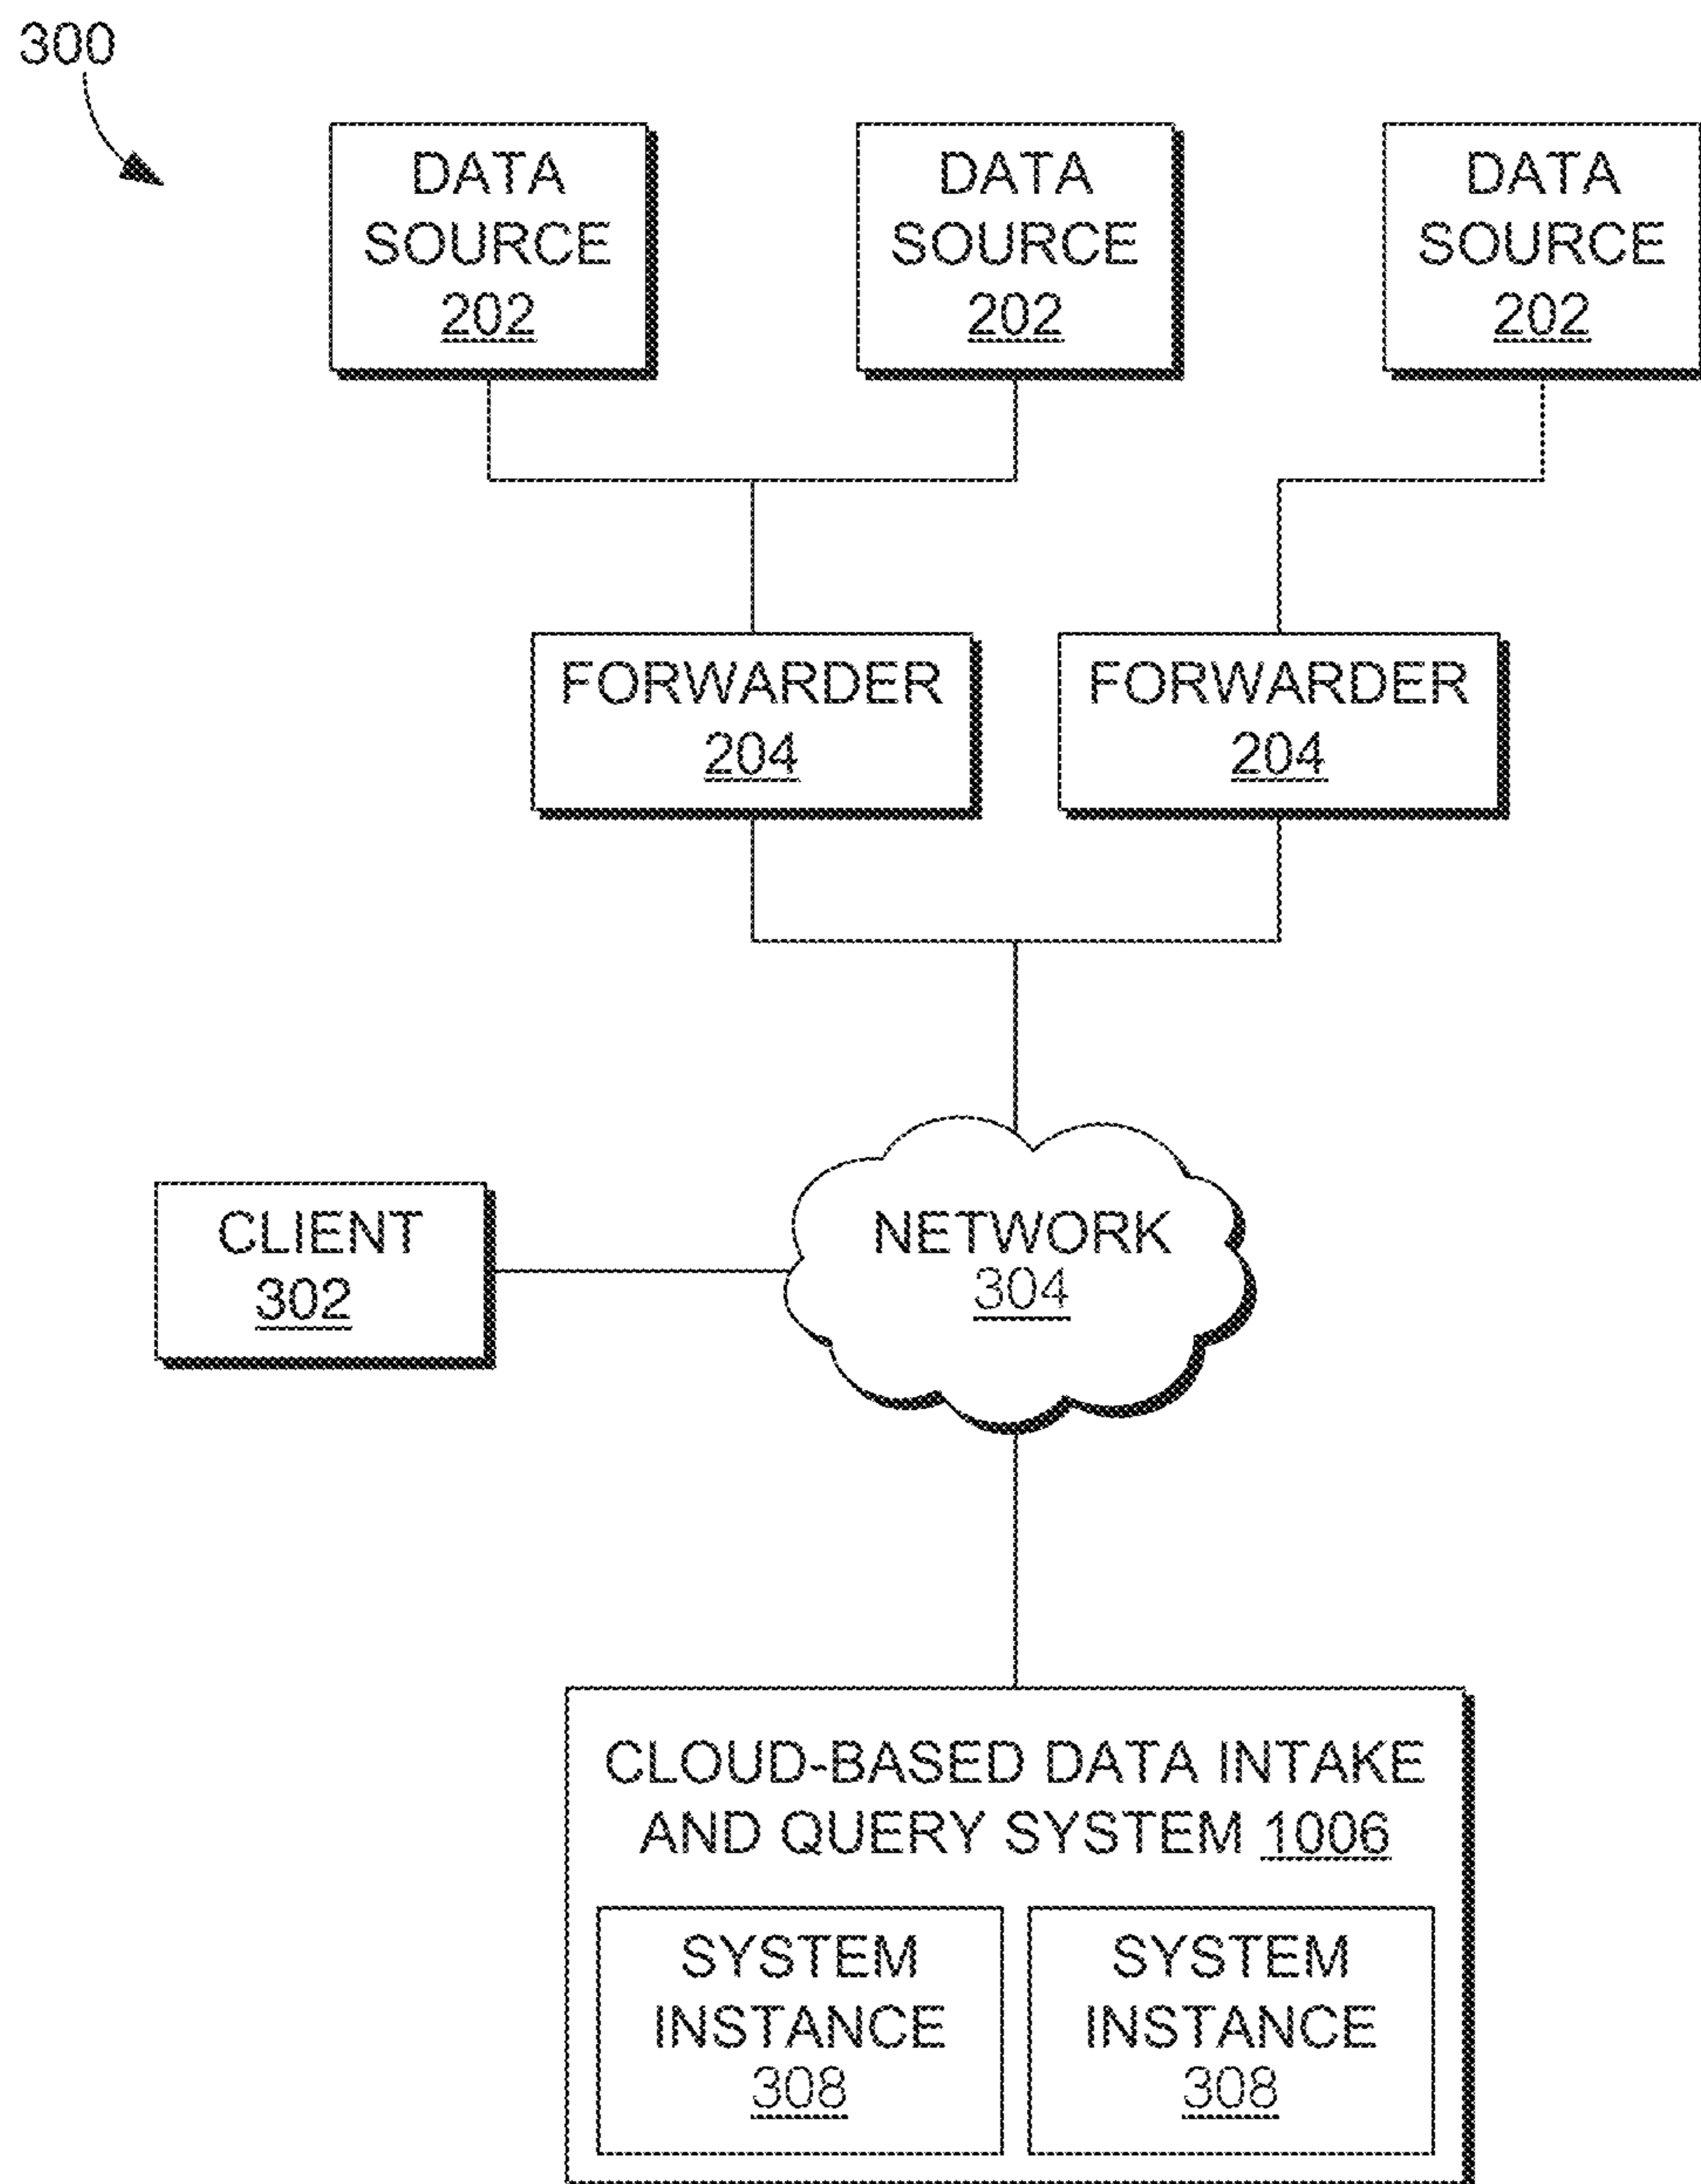 300
DATA
SOURCE
202
DATA
SOURCE
202
DATA
SOURCE
202
FORWARDER
204
FORWARDER
204
CLIENT
302
NETWORK
304
CLOUD-BASED DATA INTAKE
AND QUERY SYSTEM 1006
SYSTEM
INSTANCE
308
SYSTEM
INSTANCE
308